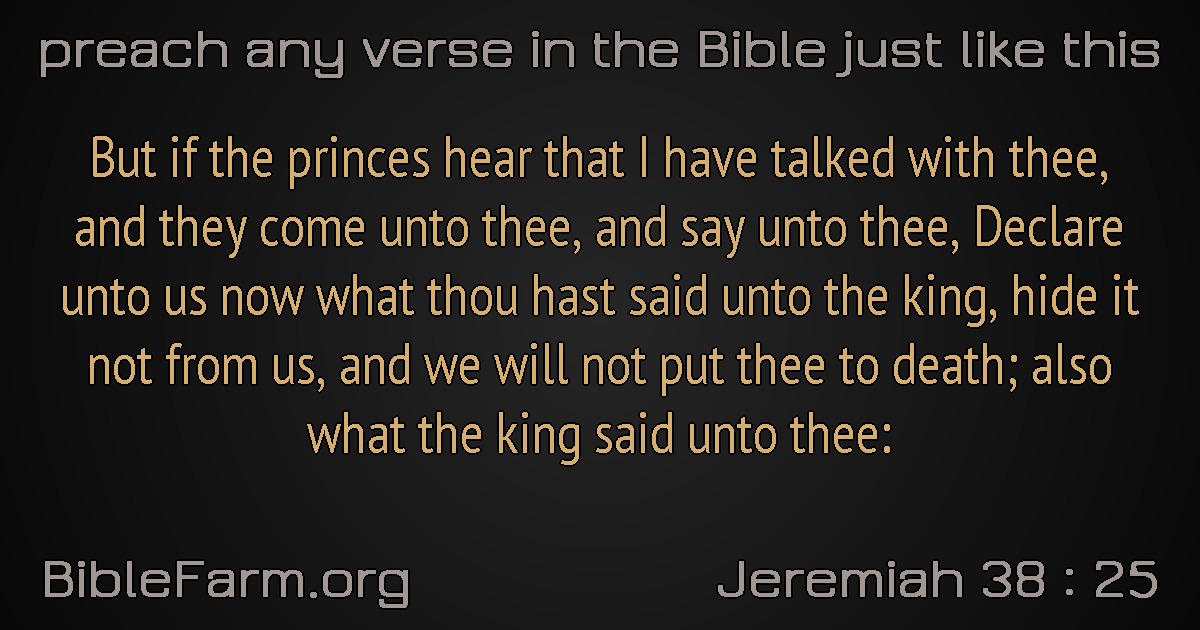 preach any verse in the Bible just like this
But if the princes hear that I have talked with thee,
and they come unto thee, and say unto thee, Declare
unto us now what thou hast said unto the king, hide it
not from us, and we will not put thee to death; also
what the king said unto thee:
BibleFarm.org
Jeremiah 38 : 25